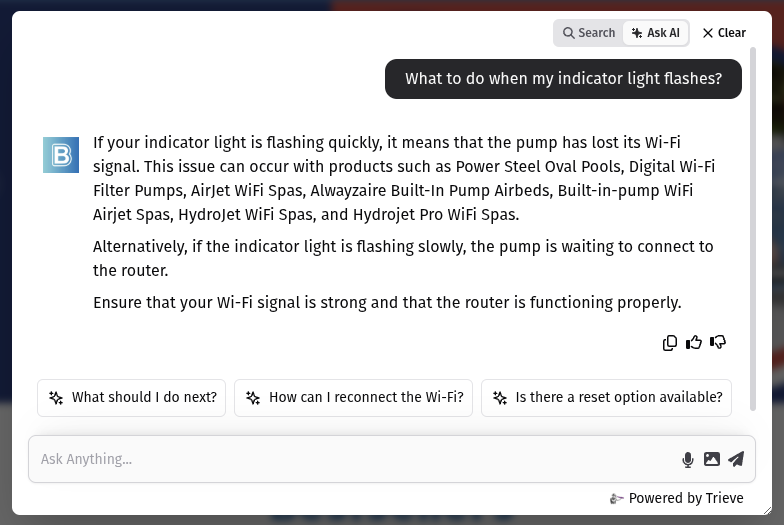 Search
Ask AI
Clear
What to do when my indicator light flashes?
B
If your indicator light is flashing quickly, it means that the pump has lost its Wi-Fi
signal. This issue can occur with products such as Power Steel Oval Pools, Digital Wi-Fi
Filter Pumps, AirJet WiFi Spas, Alwayzaire Built-In Pump Airbeds, Built-in-pump WiFi
Airjet Spas, HydroJet WiFi Spas, and Hydrojet Pro WiFi Spas.
Alternatively, if the indicator light is flashing slowly, the pump is waiting to connect to
the router.
Ensure that your Wi-Fi signal is strong and that the router is functioning properly.
What should I do next?
How can I reconnect the Wi-Fi?
Is there a reset option available?
Ask Anything...
Powered by Trieve